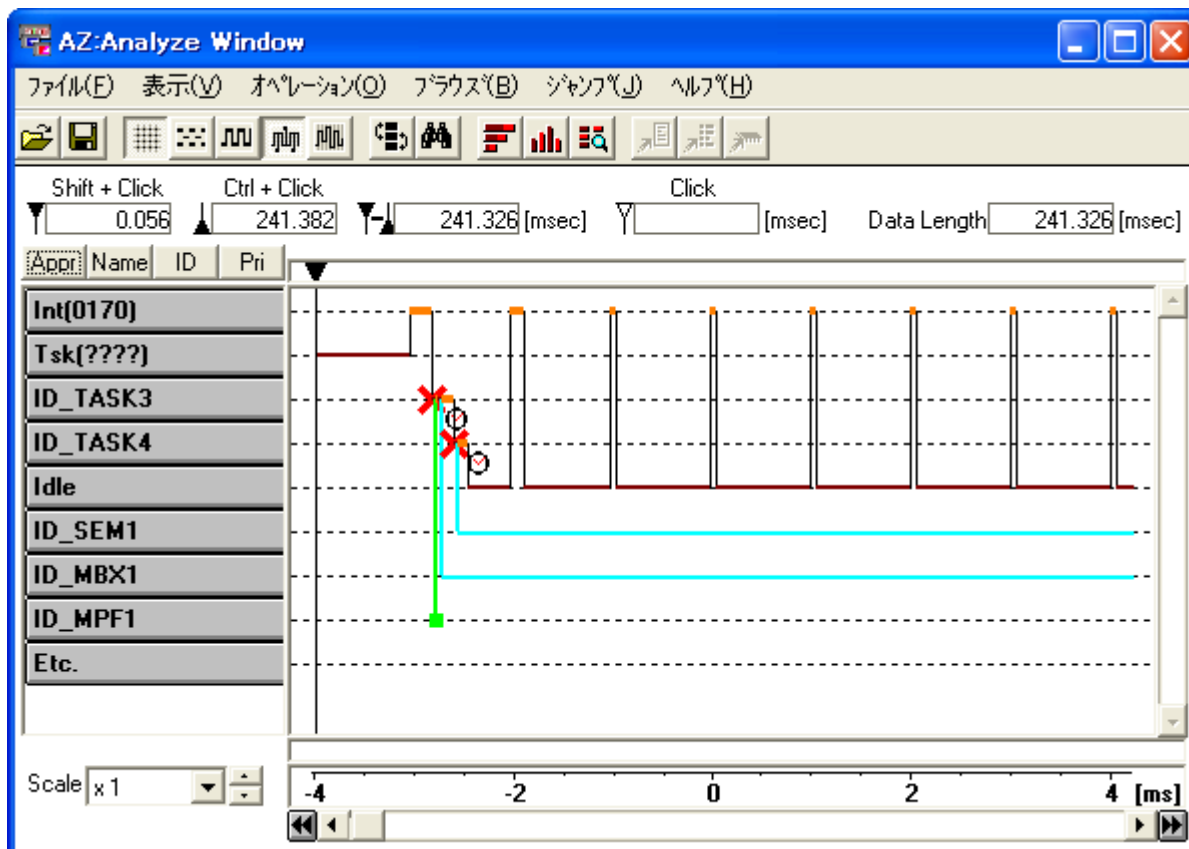 AZ:Analyze Window
ファイル(F) 表示(V) オペレーション(O) ブラウズ(B) ジャンプ(J) ヘルプ(H)
Shift + Click Ctrl + Click Click
0.056 241.382 241.326 [msec] [msec] Data Length 241.326 [msec]
Appr Name ID Pri
Int(0170)
Tsk(????)
ID_TASK3
ID_TASK4
Idle
ID_SEM1
ID_MBX1
ID_MPF1
Etc.
Scale x 1
-4 -2 0 2 4 [ms]